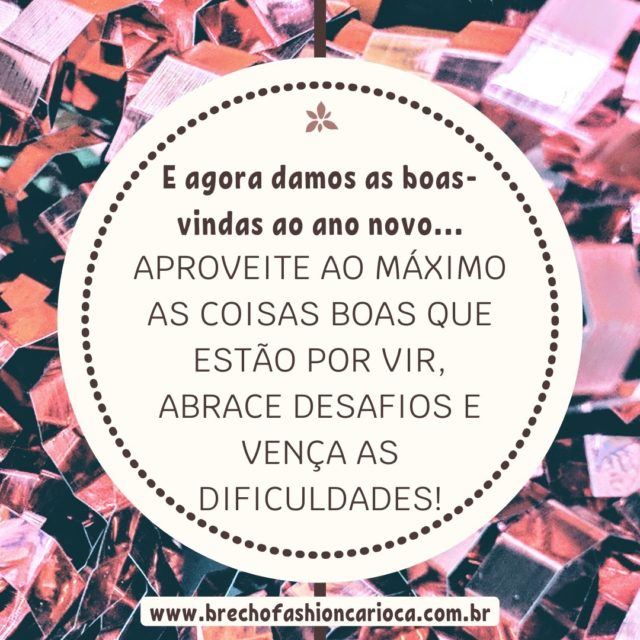 E agora damos as boas-
vindas ao ano novo...
APROVEITE AO MÁXIMO
AS COISAS BOAS QUE
ESTÃO POR VIR,
ABRACE DESAFIOS E
VENÇA AS
DIFICULDADES!
www.brechofashioncarioca.com.br